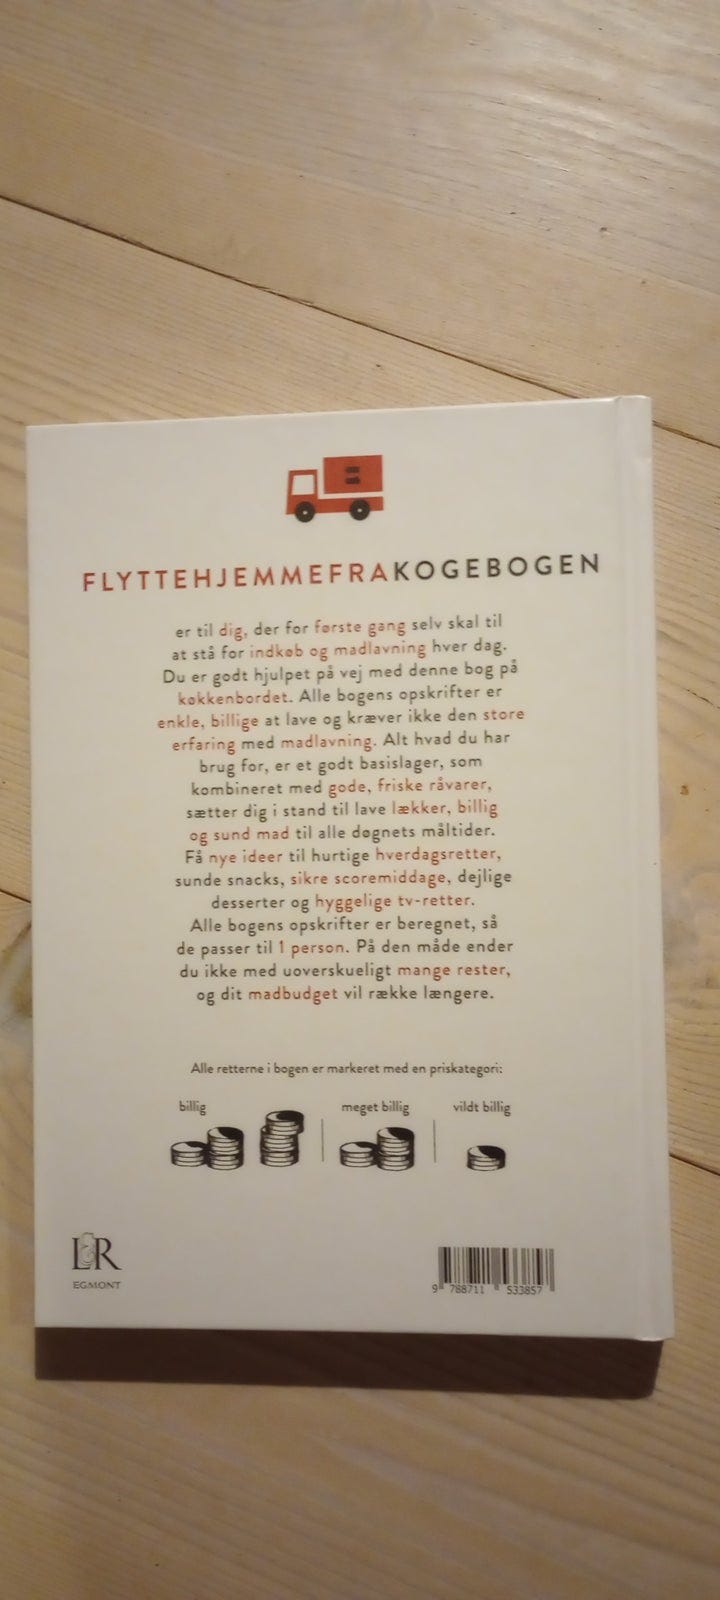 FLYTTEHJEMMEFRAKOGEBOGEN
er til dig, der for første gang selv skal til
at stå for indkøb og madlavning hver dag.
Du er godt hjulpet på vej med denne bog på
køkkenbordet. Alle bogens opskrifter er
enkle, billige at lave og kræver ikke den store
erfaring med madlavning. Alt hvad du har
brug for, er et godt basislager, som
kombineret med gode, friske råvarer,
sætter dig i stand til lave lækker, billig
og sund mad til alle døgnets måltider.
Få nye ideer til hurtige hverdagsretter,
sunde snacks, sikre scoremiddage, dejlige
desserter og hyggelige tv-retter.
Alle bogens opskrifter er beregnet, så
de passer til 1 person. På den måde ender
du ikke med uoverskueligt mange rester,
og dit madbudget vil række længere.
Alle retterne i bogen er markeret med en priskategori:
billig meget billig vildt billig
L&R
EGMONT
9 788711 533857